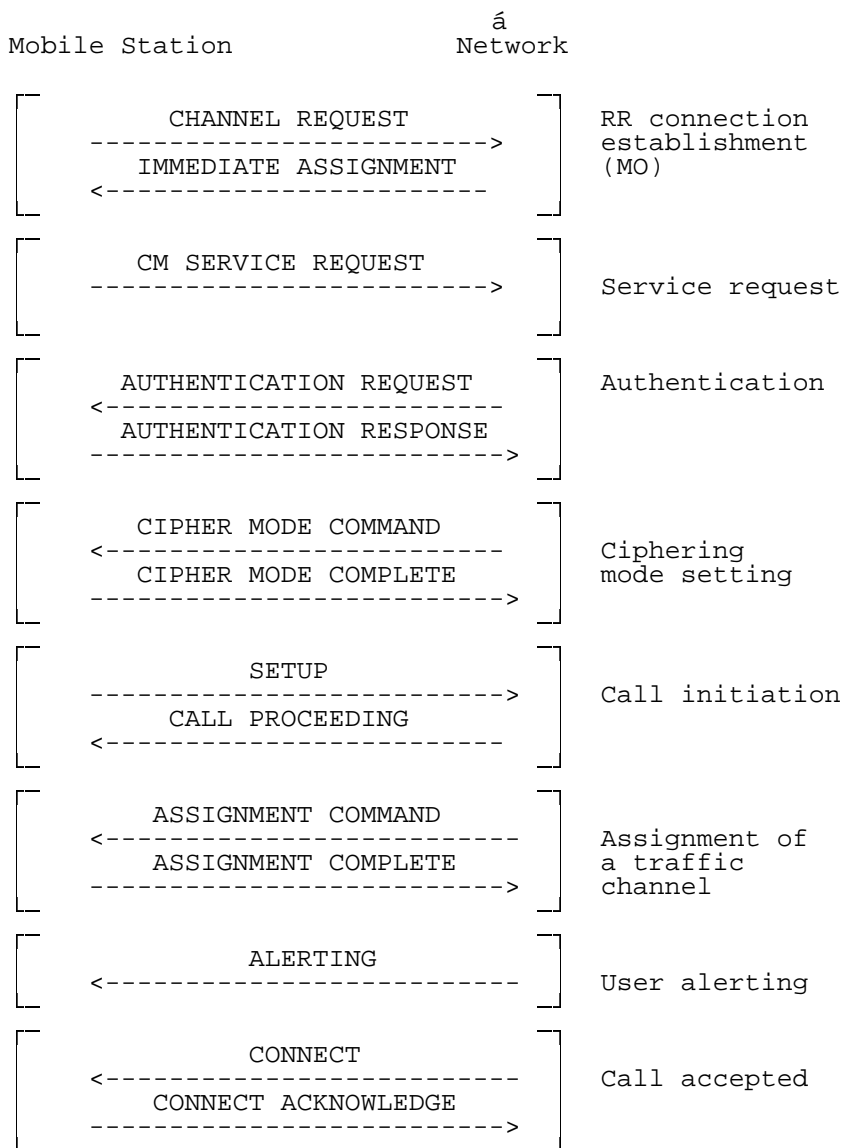 á
Mobile Station Network
CHANNEL REQUEST RR connection
-------------------------> establishment
IMMEDIATE ASSIGNMENT (MO)
<------------------------
CM SERVICE REQUEST
-------------------------> Service request
AUTHENTICATION REQUEST Authentication
<-------------------------
AUTHENTICATION RESPONSE
-------------------------->
CIPHER MODE COMMAND
<------------------------- Ciphering
CIPHER MODE COMPLETE mode setting
-------------------------->
SETUP
--------------------------> Call initiation
CALL PROCEEDING
<-------------------------
ASSIGNMENT COMMAND
<-------------------------- Assignment of
ASSIGNMENT COMPLETE a traffic
--------------------------> channel
ALERTING
<-------------------------- User alerting
CONNECT
<-------------------------- Call accepted
CONNECT ACKNOWLEDGE
-------------------------->